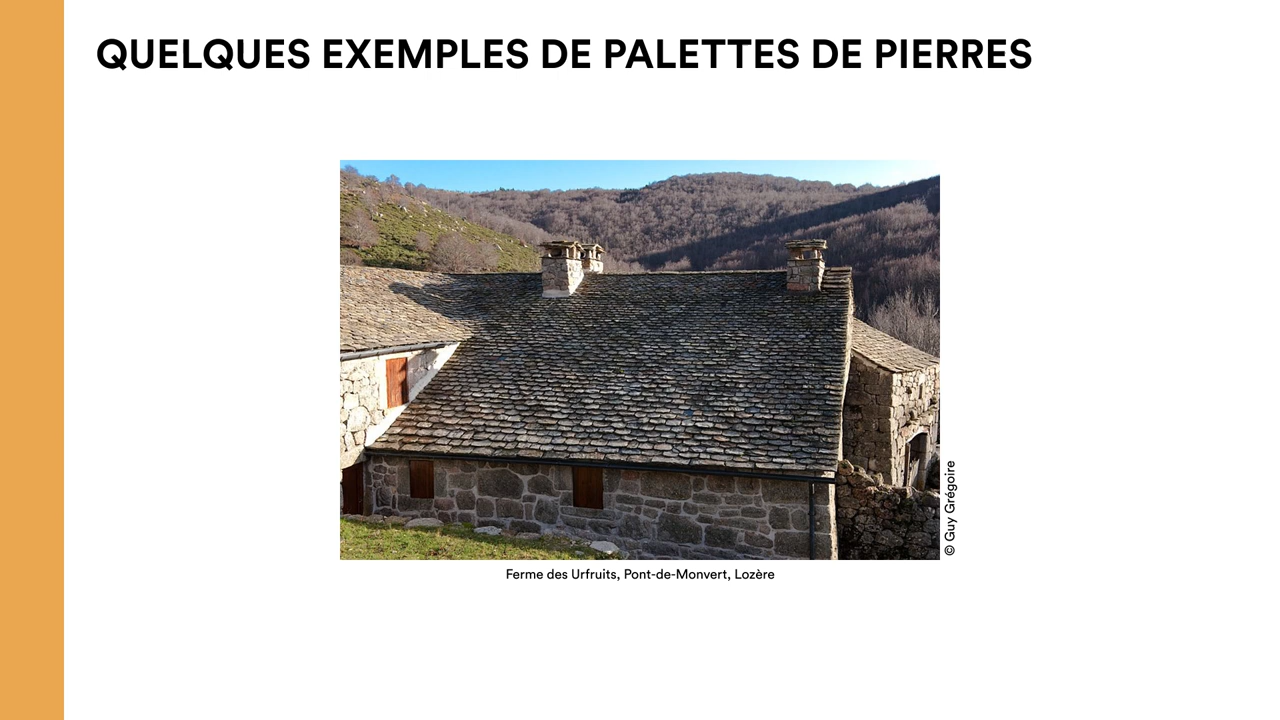 QUELQUES EXEMPLES DE PALETTES DE PIERRES
© Guy Grégoire
Ferme des Urfruits, Pont-de-Monvert, Lozère